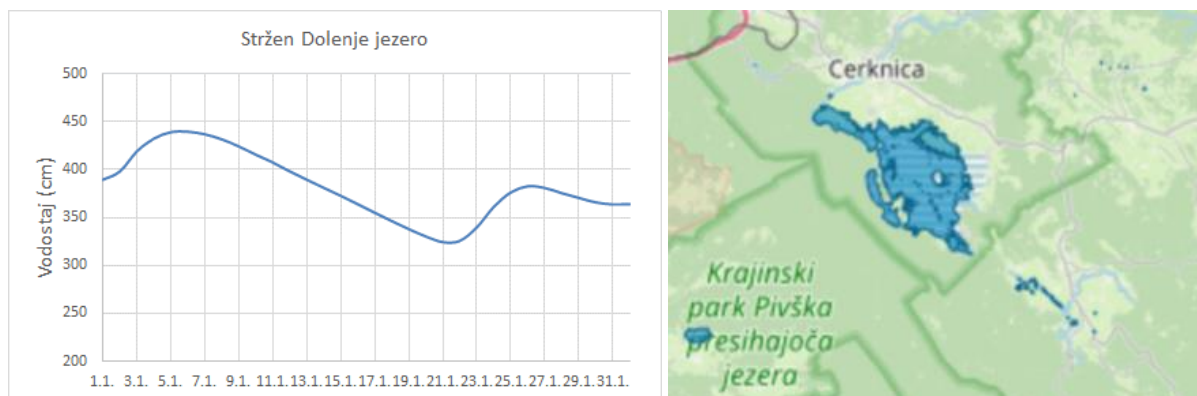 Stržen Dolenje jezero
Vodostaj (cm)
500
450
400
350
300
250
200
1.1. 3.1. 5.1. 7.1. 9.1. 11.1. 13.1. 15.1. 17.1. 19.1. 21.1. 23.1. 25.1. 27.1. 29.1. 31.1.
Cerknica
Krajinski
park Pivška
presihajoča
jezera